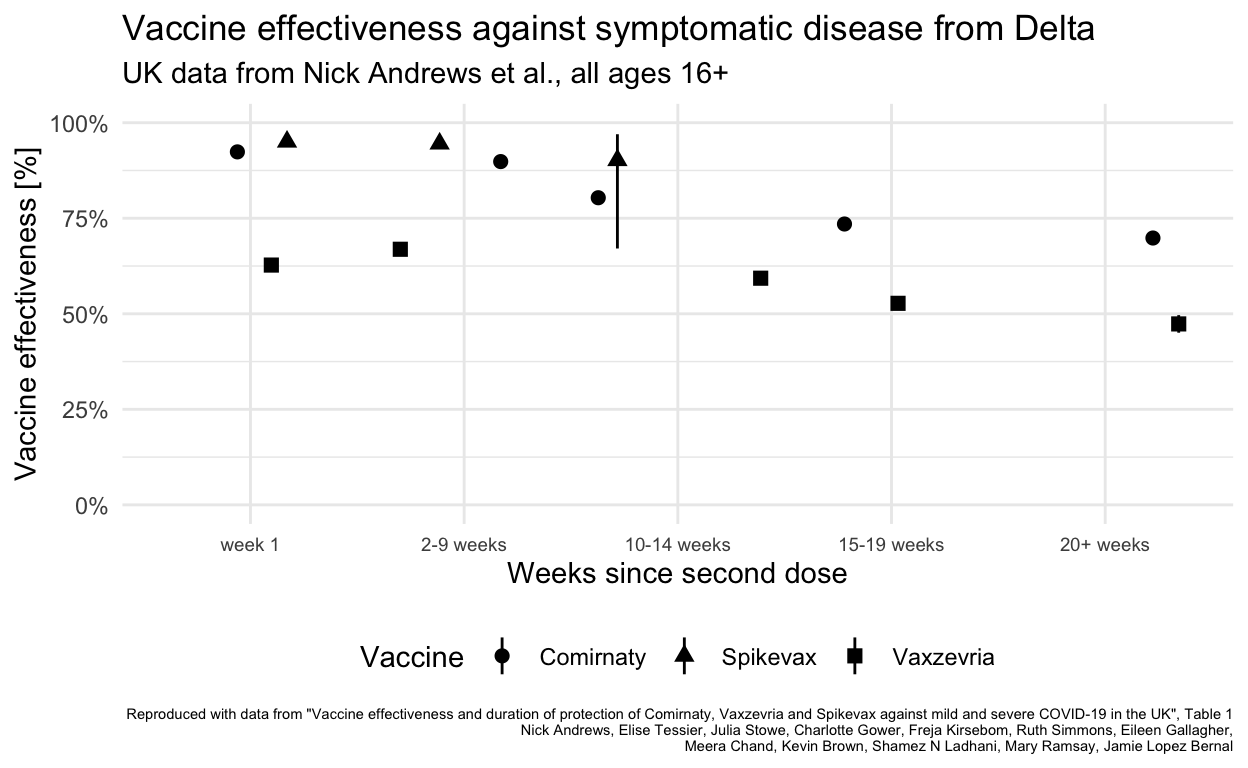 Vaccine effectiveness against symptomatic disease from Delta
UK data from Nick Andrews et al., all ages 16+
Vaccine effectiveness [%]
100%
75%
50%
25%
0%
week 1
2-9 weeks
10-14 weeks
15-19 weeks
20+ weeks
Weeks since second dose
Vaccine
Comirnaty
Spikevax
Vaxzevria
Reproduced with data from "Vaccine effectiveness and duration of protection of Comirnaty, Vaxzevria and Spikevax against mild and severe COVID-19 in the UK", Table 1
Nick Andrews, Elise Tessier, Julia Stowe, Charlotte Gower, Freja Kirsebom, Ruth Simmons, Eileen Gallagher,
Meera Chand, Kevin Brown, Shamez N Ladhani, Mary Ramsay, Jamie Lopez Bernal